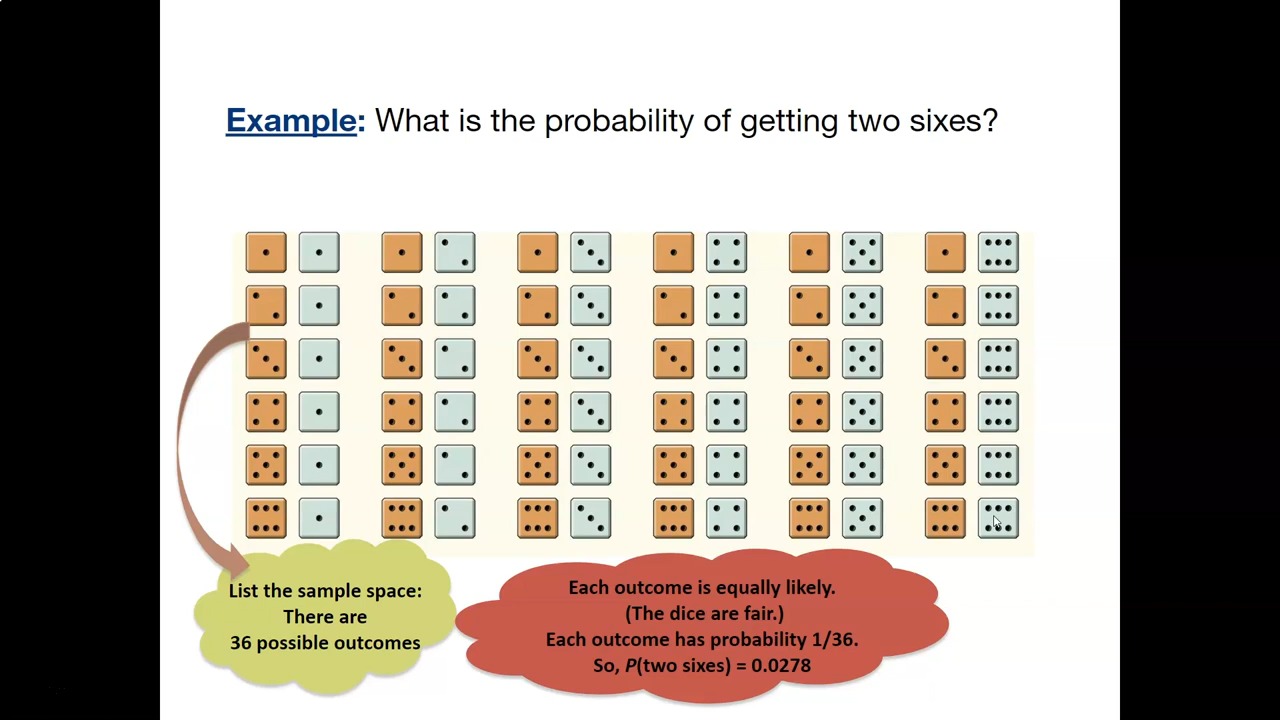 Example: What is the probability of getting two sixes?
List the sample space:
There are
36 possible outcomes
Each outcome is equally likely.
(The dice are fair.)
Each outcome has probability 1/36.
So, P(two sixes) = 0.0278